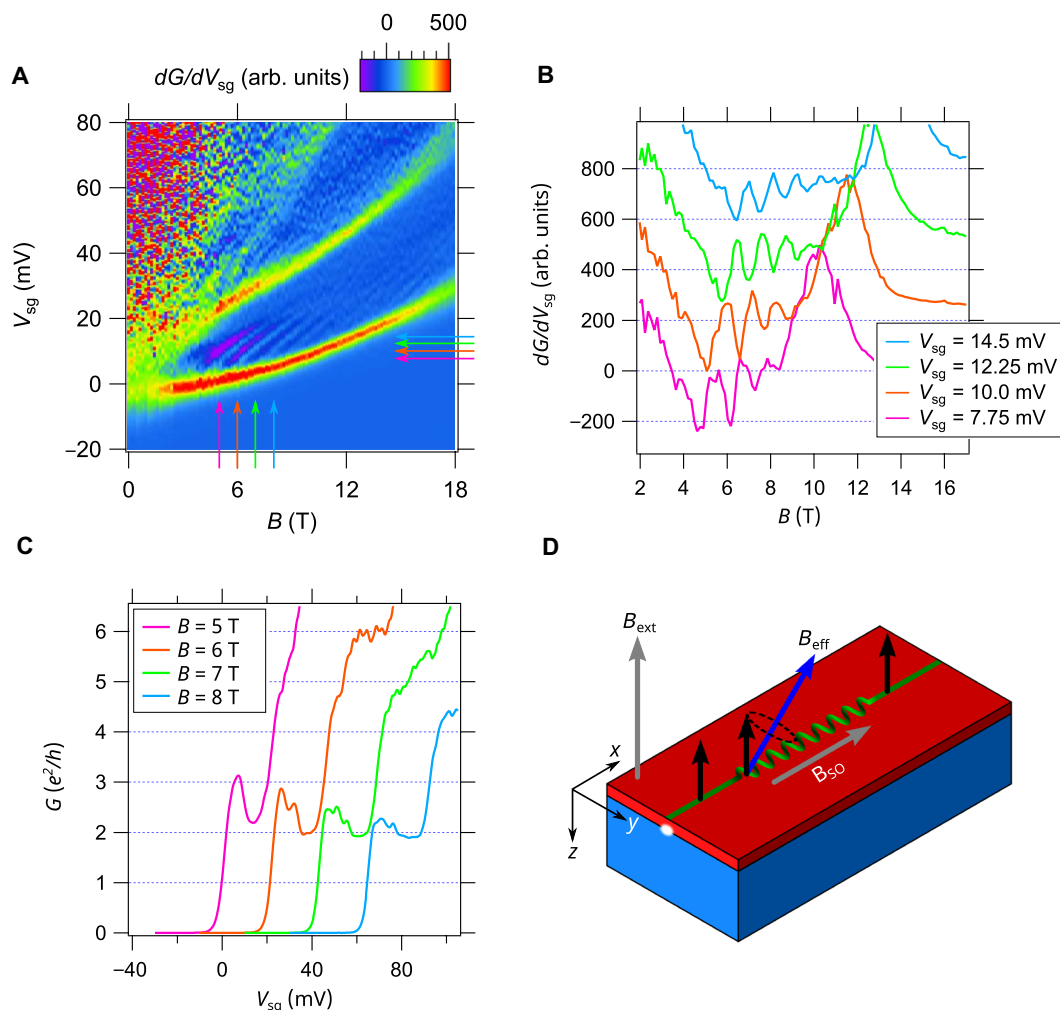 0 500
A
dG/dVsg (arb. units)
80
60
40
20
0
−20
Vsg (mV)
0 6 12 18
B (T)
B
800
600
400
200
0
−200
dG/dVsg (arb. units)
Vsg = 14.5 mV
Vsg = 12.25 mV
Vsg = 10.0 mV
Vsg = 7.75 mV
2 4 6 8 10 12 14 16
B (T)
C
B = 5 T
B = 6 T
B = 7 T
B = 8 T
6
5
4
3
2
1
0
G (e²/h)
−40 0 40 80
Vsg (mV)
D
Bext
Beff
BSO
x
y
z